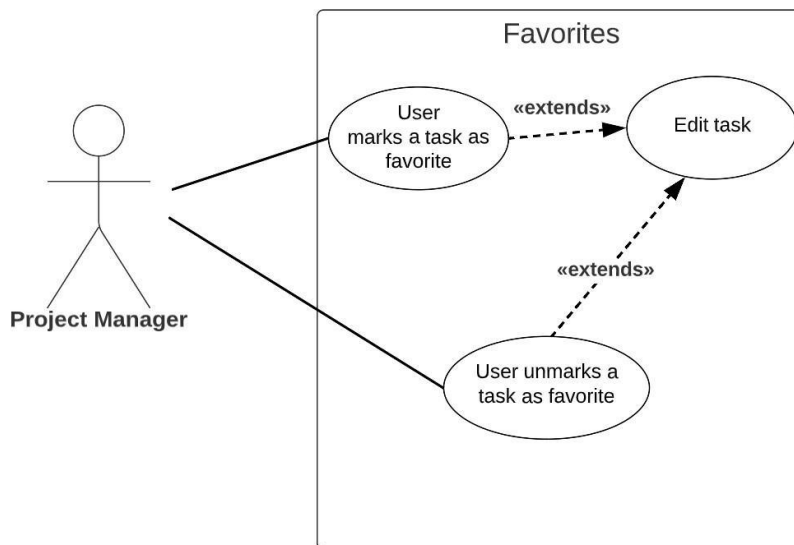 Favorites
User
marks a task as
favorite
«extends»
Edit task
«extends»
Project Manager
User unmarks a
task as favorite